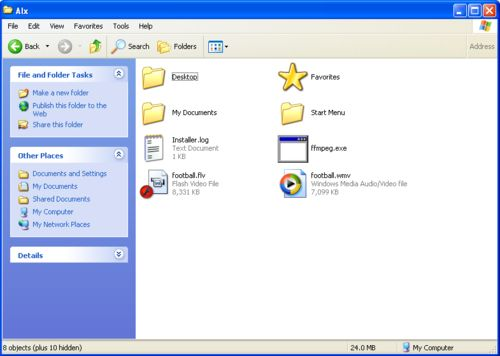 Alx
File Edit View Favorites Tools Help
Back Search Folders Address
File and Folder Tasks
Make a new folder
Publish this folder to the
Web
Share this folder
Other Places
Documents and Settings
My Documents
Shared Documents
My Computer
My Network Places
Details
Desktop
Favorites
My Documents
Start Menu
Installer.log
Text Document
1 KB
ffmpeg.exe
football.flv
Flash Video File
8,331 KB
football.wmv
Windows Media Audio/Video file
7,099 KB
8 objects (plus 10 hidden) 24.0 MB My Computer